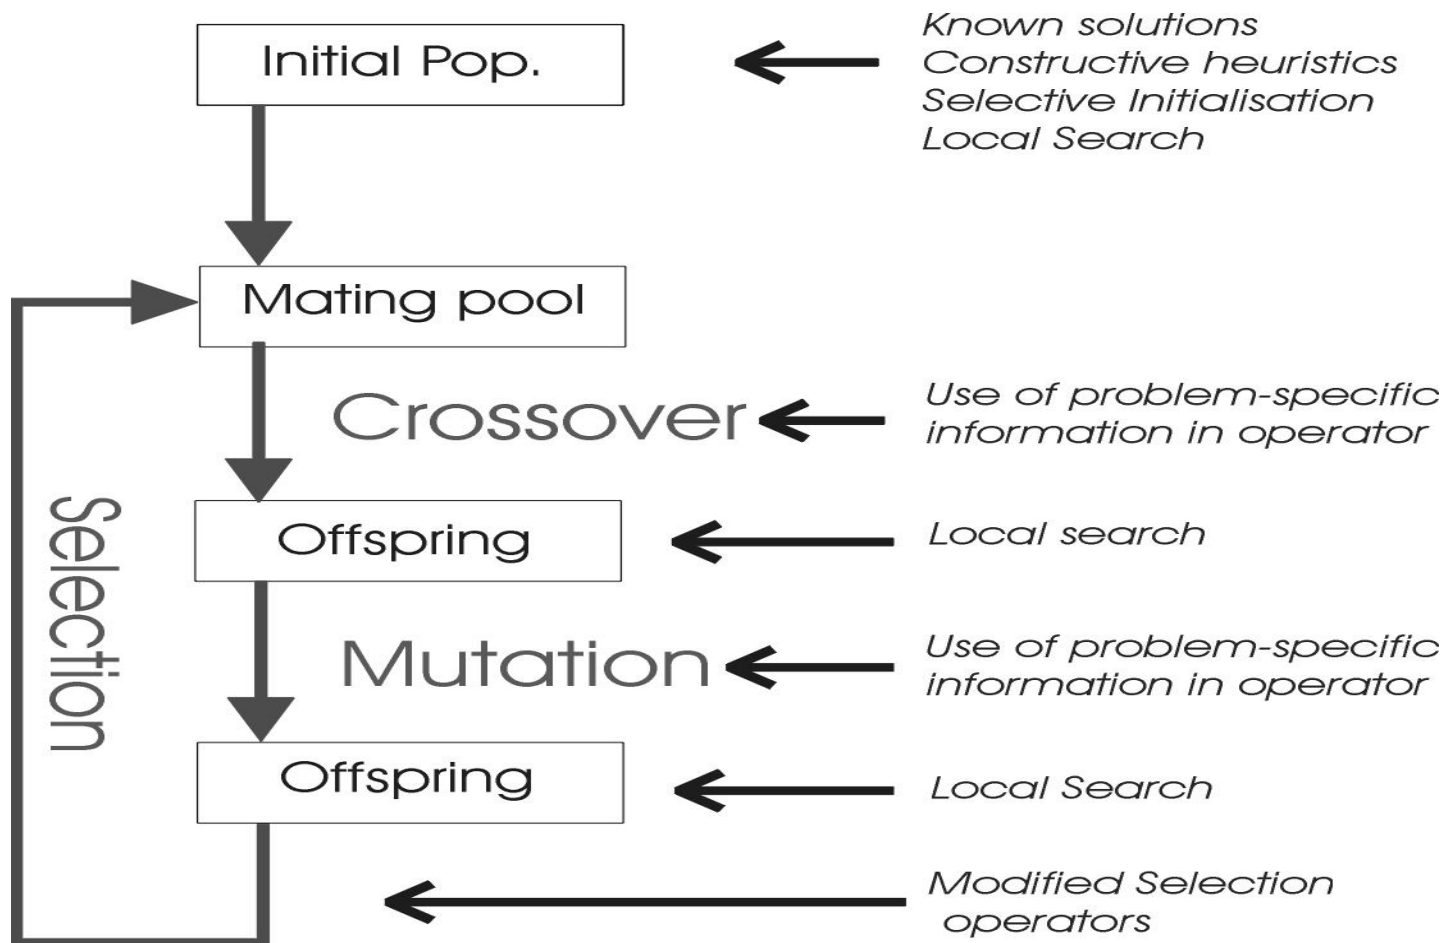 Initial Pop.
Known solutions
Constructive heuristics
Selective Initialisation
Local Search
Mating pool
Crossover
Use of problem-specific
information in operator
Selection
Offspring
Local search
Mutation
Use of problem-specific
information in operator
Offspring
Local Search
Modified Selection
operators